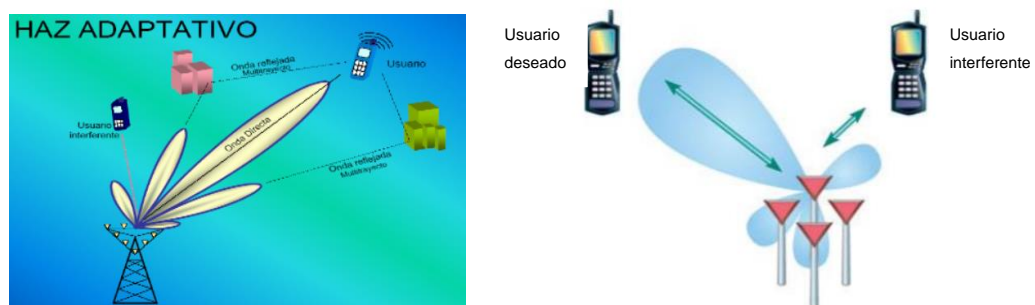 HAZ ADAPTATIVO
Onda reflejada
Multitrayecto
Usuario
Usuario
interferente
Onda Directa
Onda reflejada
Multitrayecto
Usuario
deseado
Usuario
interferente